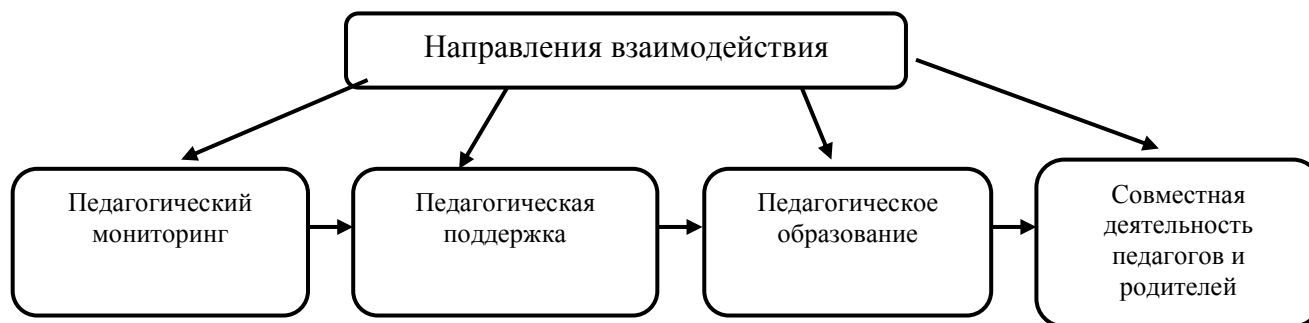 Направления взаимодействия
Педагогический
мониторинг
Педагогическая
поддержка
Педагогическое
образование
Совместная
деятельность
педагогов и
родителей